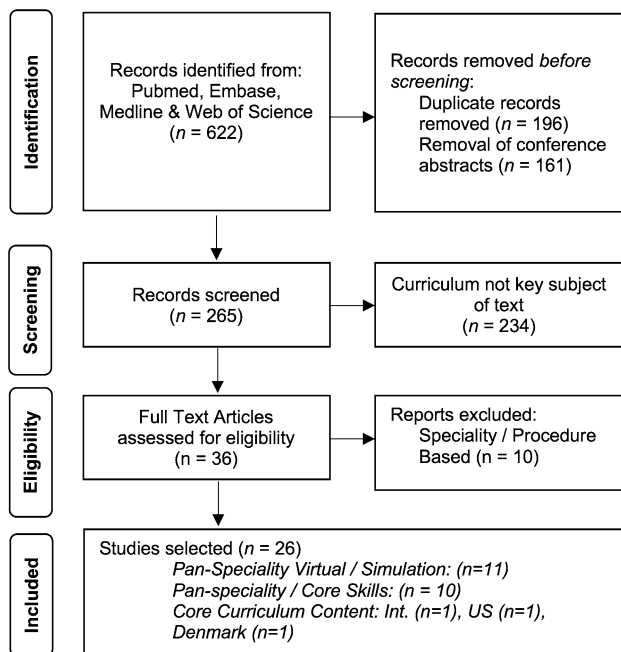 Identification
Records identified from:
Pubmed, Embase,
Medline & Web of Science
(n = 622)
Records removed before
screening:
Duplicate records
removed (n = 196)
Removal of conference
abstracts (n = 161)
Screening
Records screened
(n = 265)
Curriculum not key subject
of text
(n = 234)
Eligibility
Full Text Articles
assessed for eligibility
(n = 36)
Reports excluded:
Speciality / Procedure
Based (n = 10)
Included
Studies selected (n = 26)
Pan-Speciality Virtual / Simulation: (n=11)
Pan-speciality / Core Skills: (n = 10)
Core Curriculum Content: Int. (n=1), US (n=1),
Denmark (n=1)